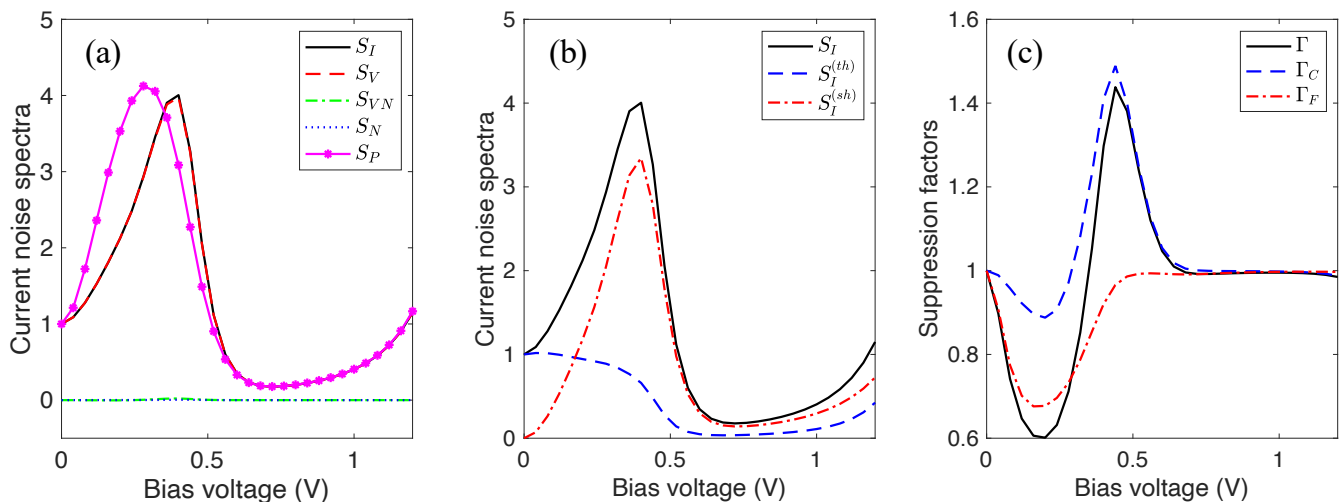 (a)
S_I
S_V
S_{VN}
S_N
S_P
Current noise spectra
5
4
3
2
1
0
0
0.5
1
Bias voltage (V)
(b)
S_I
S_I^{(th)}
S_I^{(sh)}
Current noise spectra
5
4
3
2
1
0
0
0.5
1
Bias voltage (V)
(c)
Γ
Γ_C
Γ_F
Suppression factors
1.6
1.4
1.2
1
0.8
0.6
0
0.5
1
Bias voltage (V)